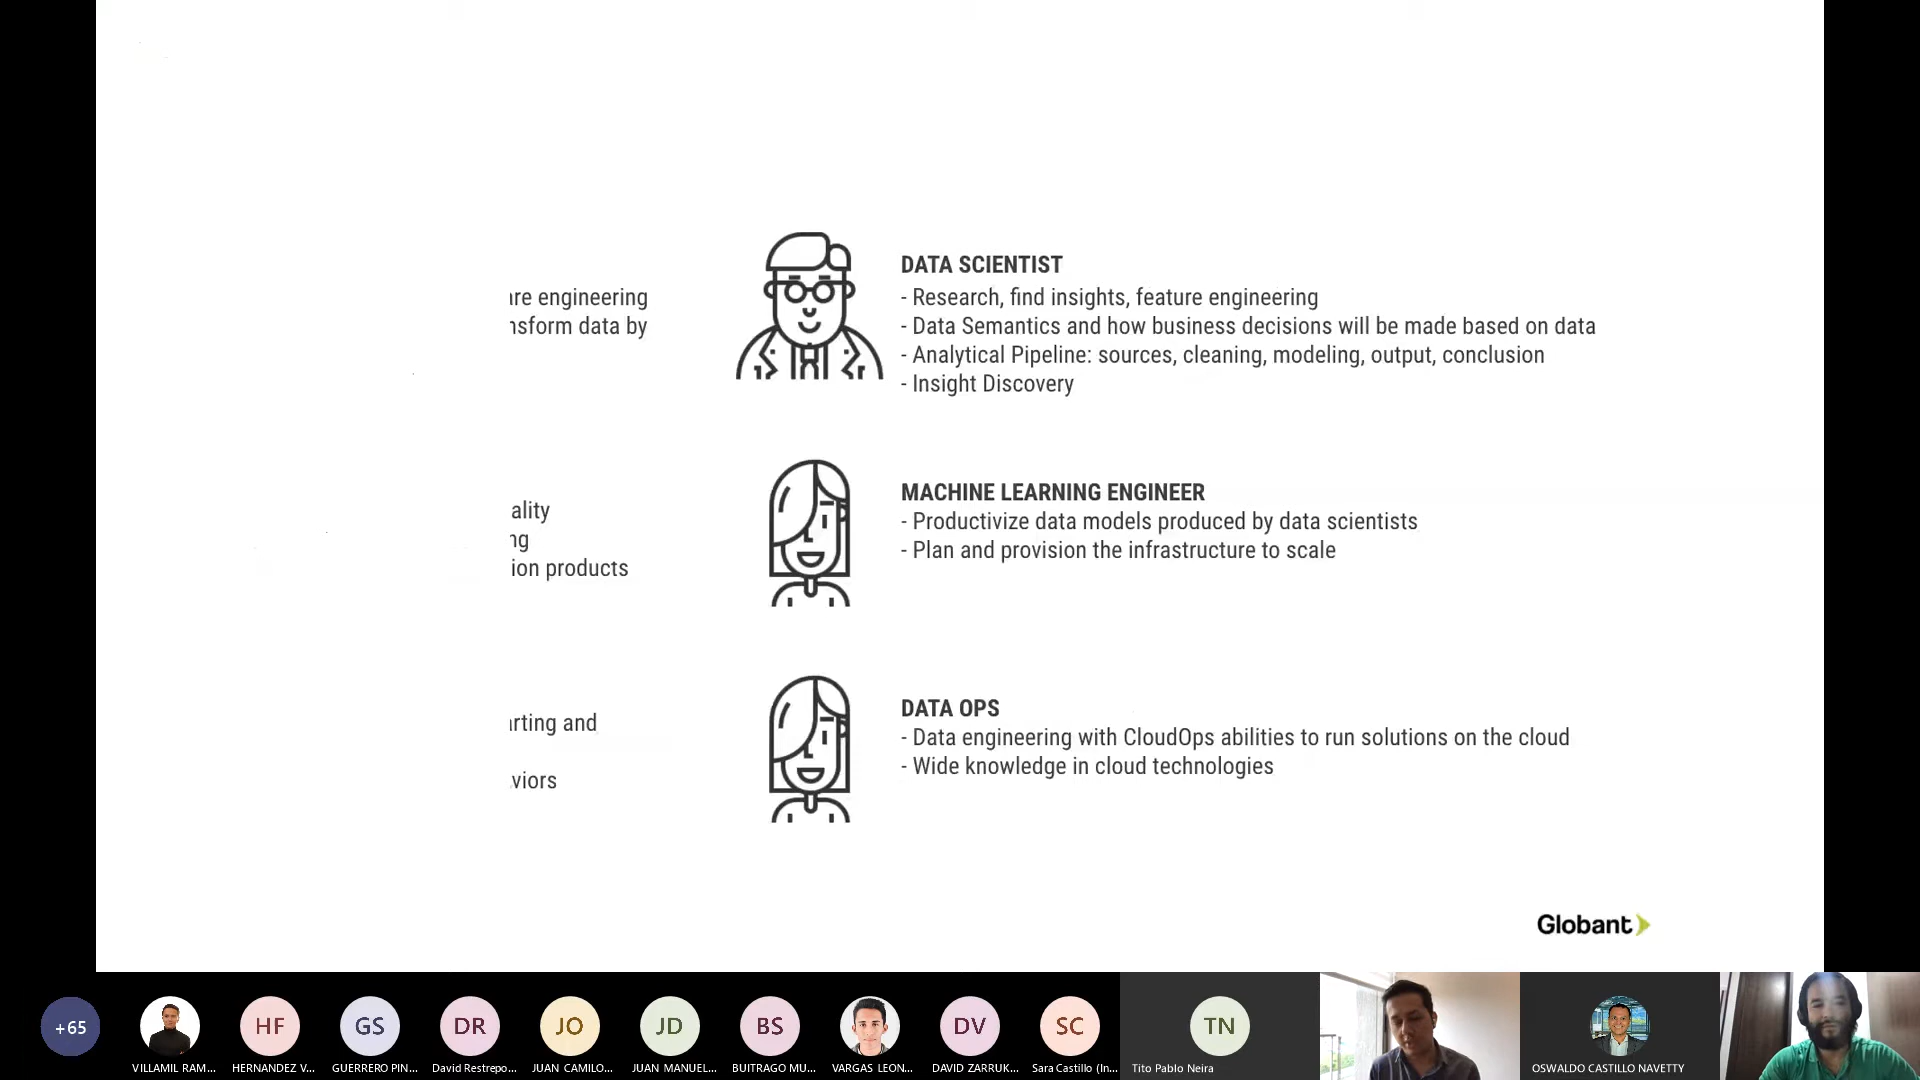 are engineering
nsform data by
ality
ng
ion products
arting and
viors
DATA SCIENTIST
- Research, find insights, feature engineering
- Data Semantics and how business decisions will be made based on data
- Analytical Pipeline: sources, cleaning, modeling, output, conclusion
- Insight Discovery
MACHINE LEARNING ENGINEER
- Productivize data models produced by data scientists
- Plan and provision the infrastructure to scale
DATA OPS
- Data engineering with CloudOps abilities to run solutions on the cloud
- Wide knowledge in cloud technologies
Globant
+65
HF
GS
DR
JO
JD
BS
DV
SC
TN
VILLAMIL RAM...
HERNANDEZ V...
GUERRERO PIN...
David Restrepo...
JUAN CAMILO...
JUAN MANUEL...
BUITRAGO MU...
VARGAS LEON...
DAVID ZARRUK...
Sara Castillo (In...
Tito Pablo Neira
OSWALDO CASTILLO NAVETTY